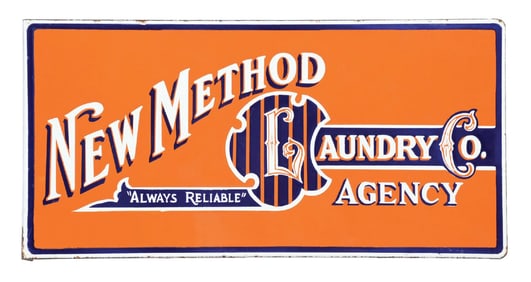 New Method
Laundry Co.
"Always Reliable"
Agency